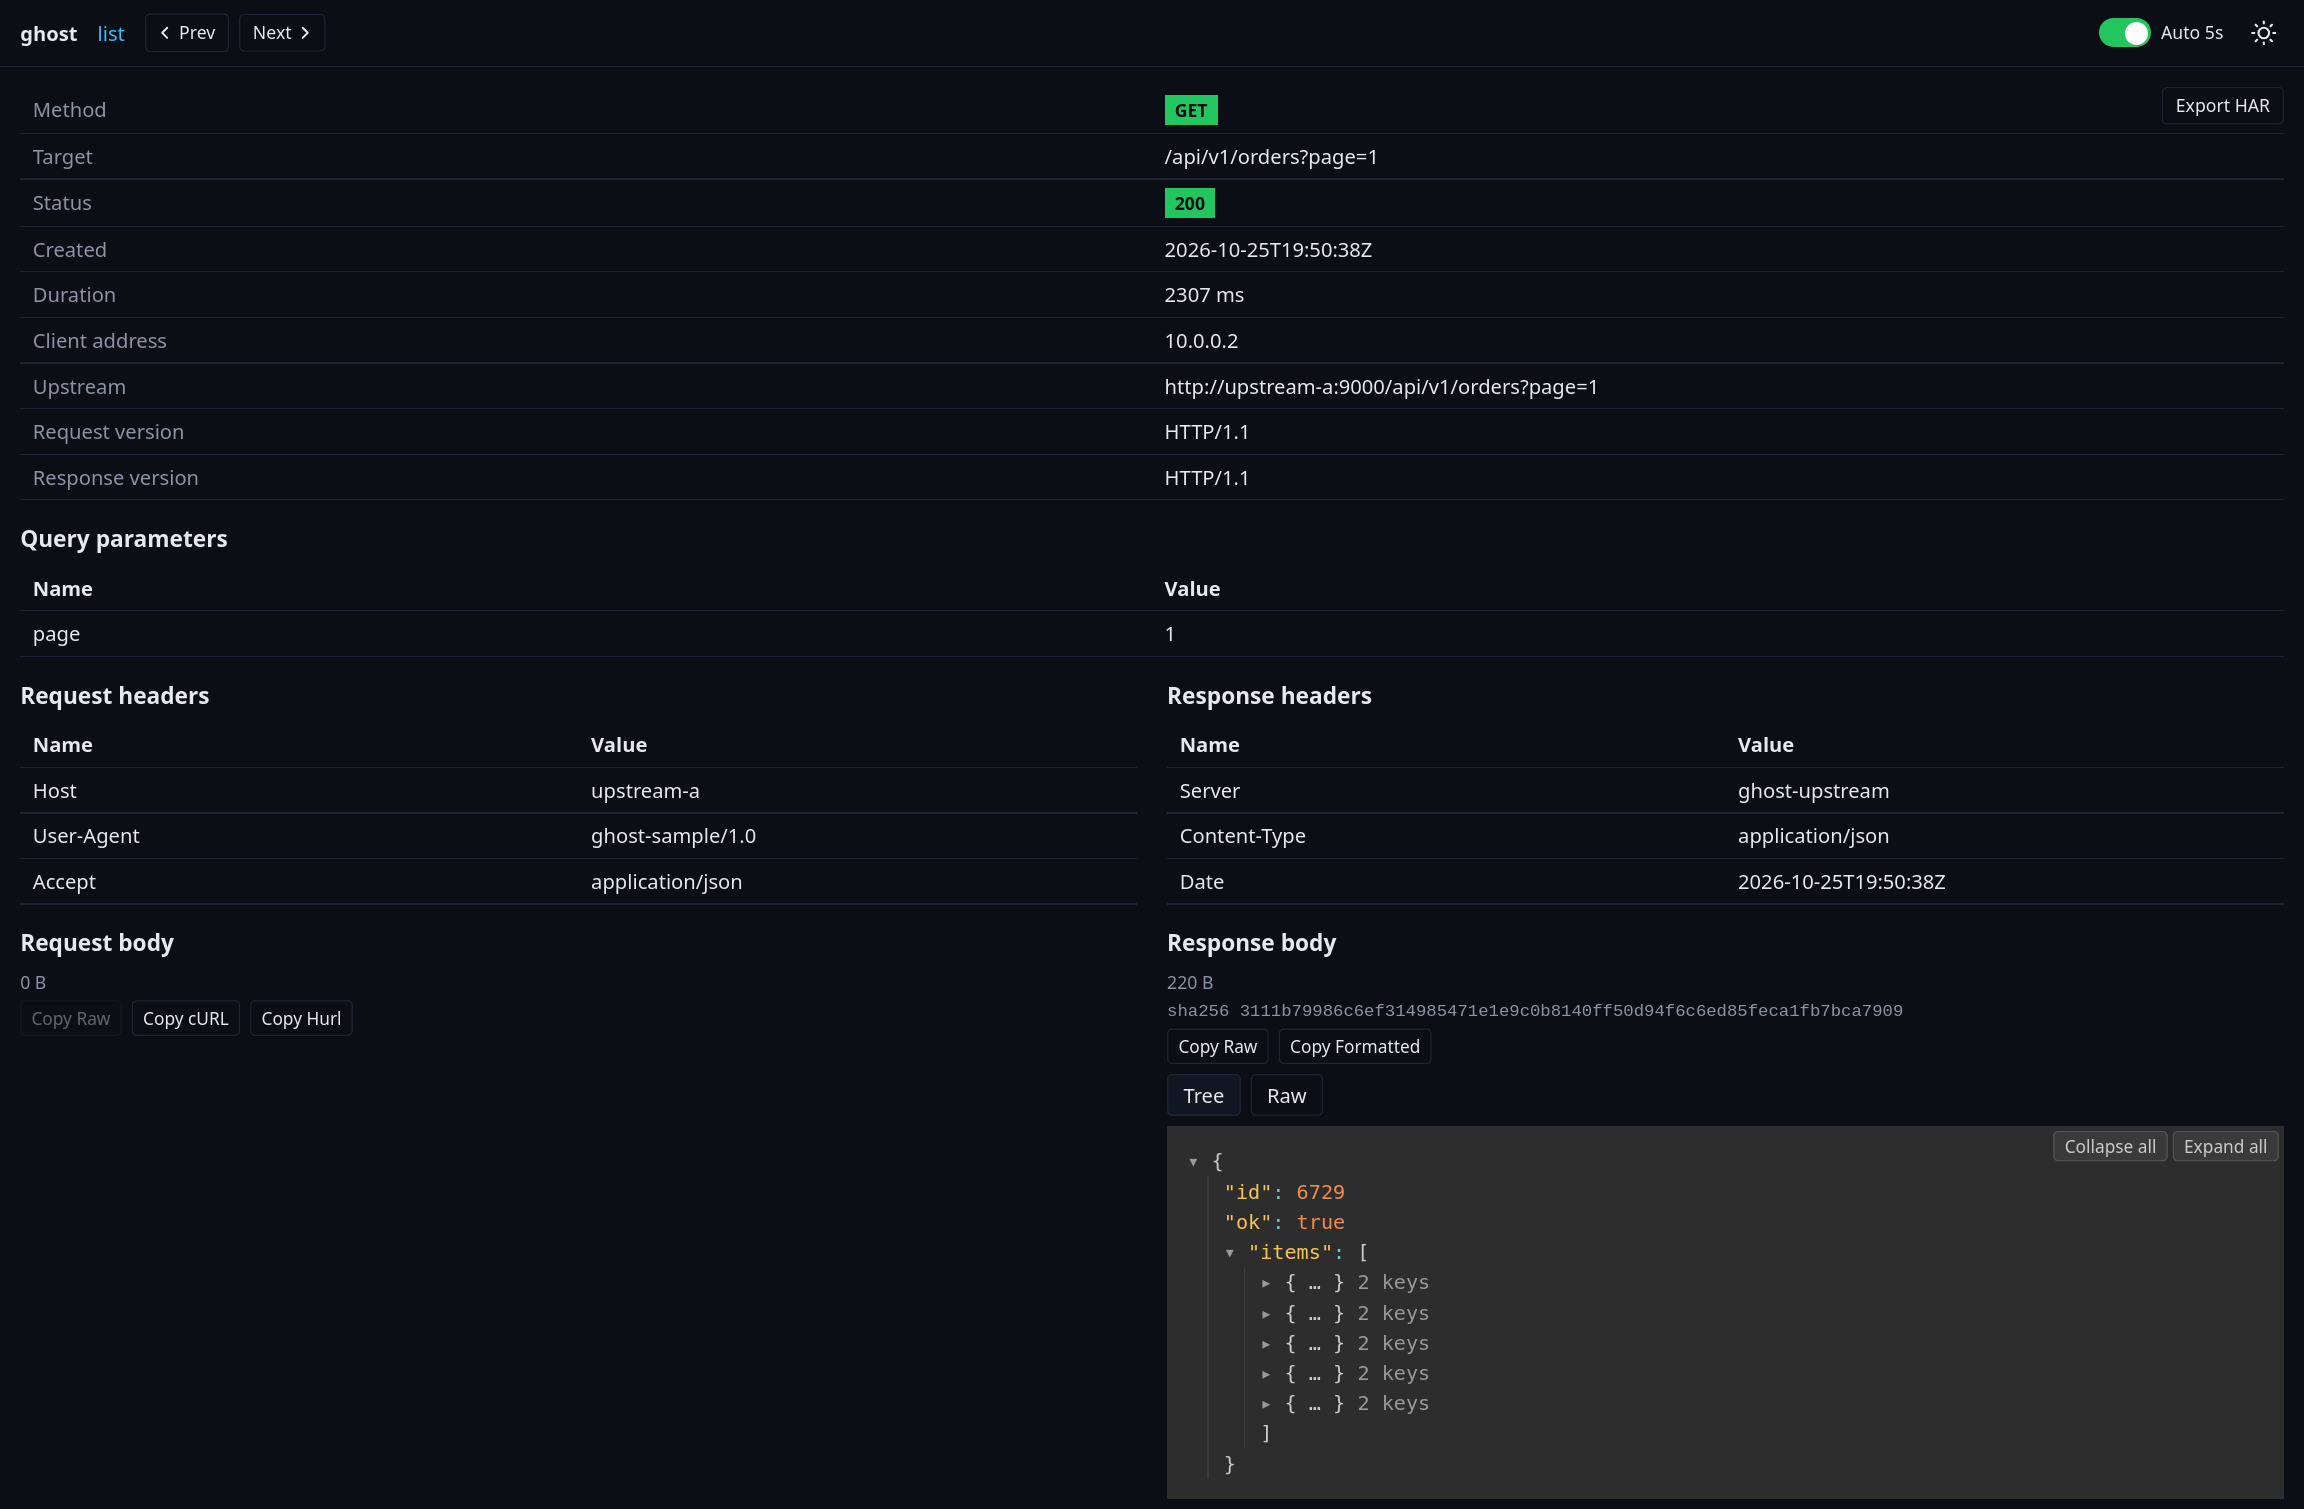 ghost list Prev Next Auto 5s
Export HAR
Method GET
Target /api/v1/orders?page=1
Status 200
Created 2026-10-25T19:50:38Z
Duration 2307 ms
Client address 10.0.0.2
Upstream http://upstream-a:9000/api/v1/orders?page=1
Request version HTTP/1.1
Response version HTTP/1.1
Query parameters
Name Value
page 1
Request headers
Name Value
Host upstream-a
User-Agent ghost-sample/1.0
Accept application/json
Response headers
Name Value
Server ghost-upstream
Content-Type application/json
Date 2026-10-25T19:50:38Z
Request body
0 B
Copy Raw Copy cURL Copy Hurl
Response body
220 B
sha256 3111b79986c6ef314985471e1e9c0b8140ff50d94f6c6ed85feca1fb7bca7909
Copy Raw Copy Formatted
Tree Raw
Collapse all Expand all
▾ {
"id": 6729
"ok": true
▾ "items": [
▸ { … } 2 keys
▸ { … } 2 keys
▸ { … } 2 keys
▸ { … } 2 keys
▸ { … } 2 keys
]
}